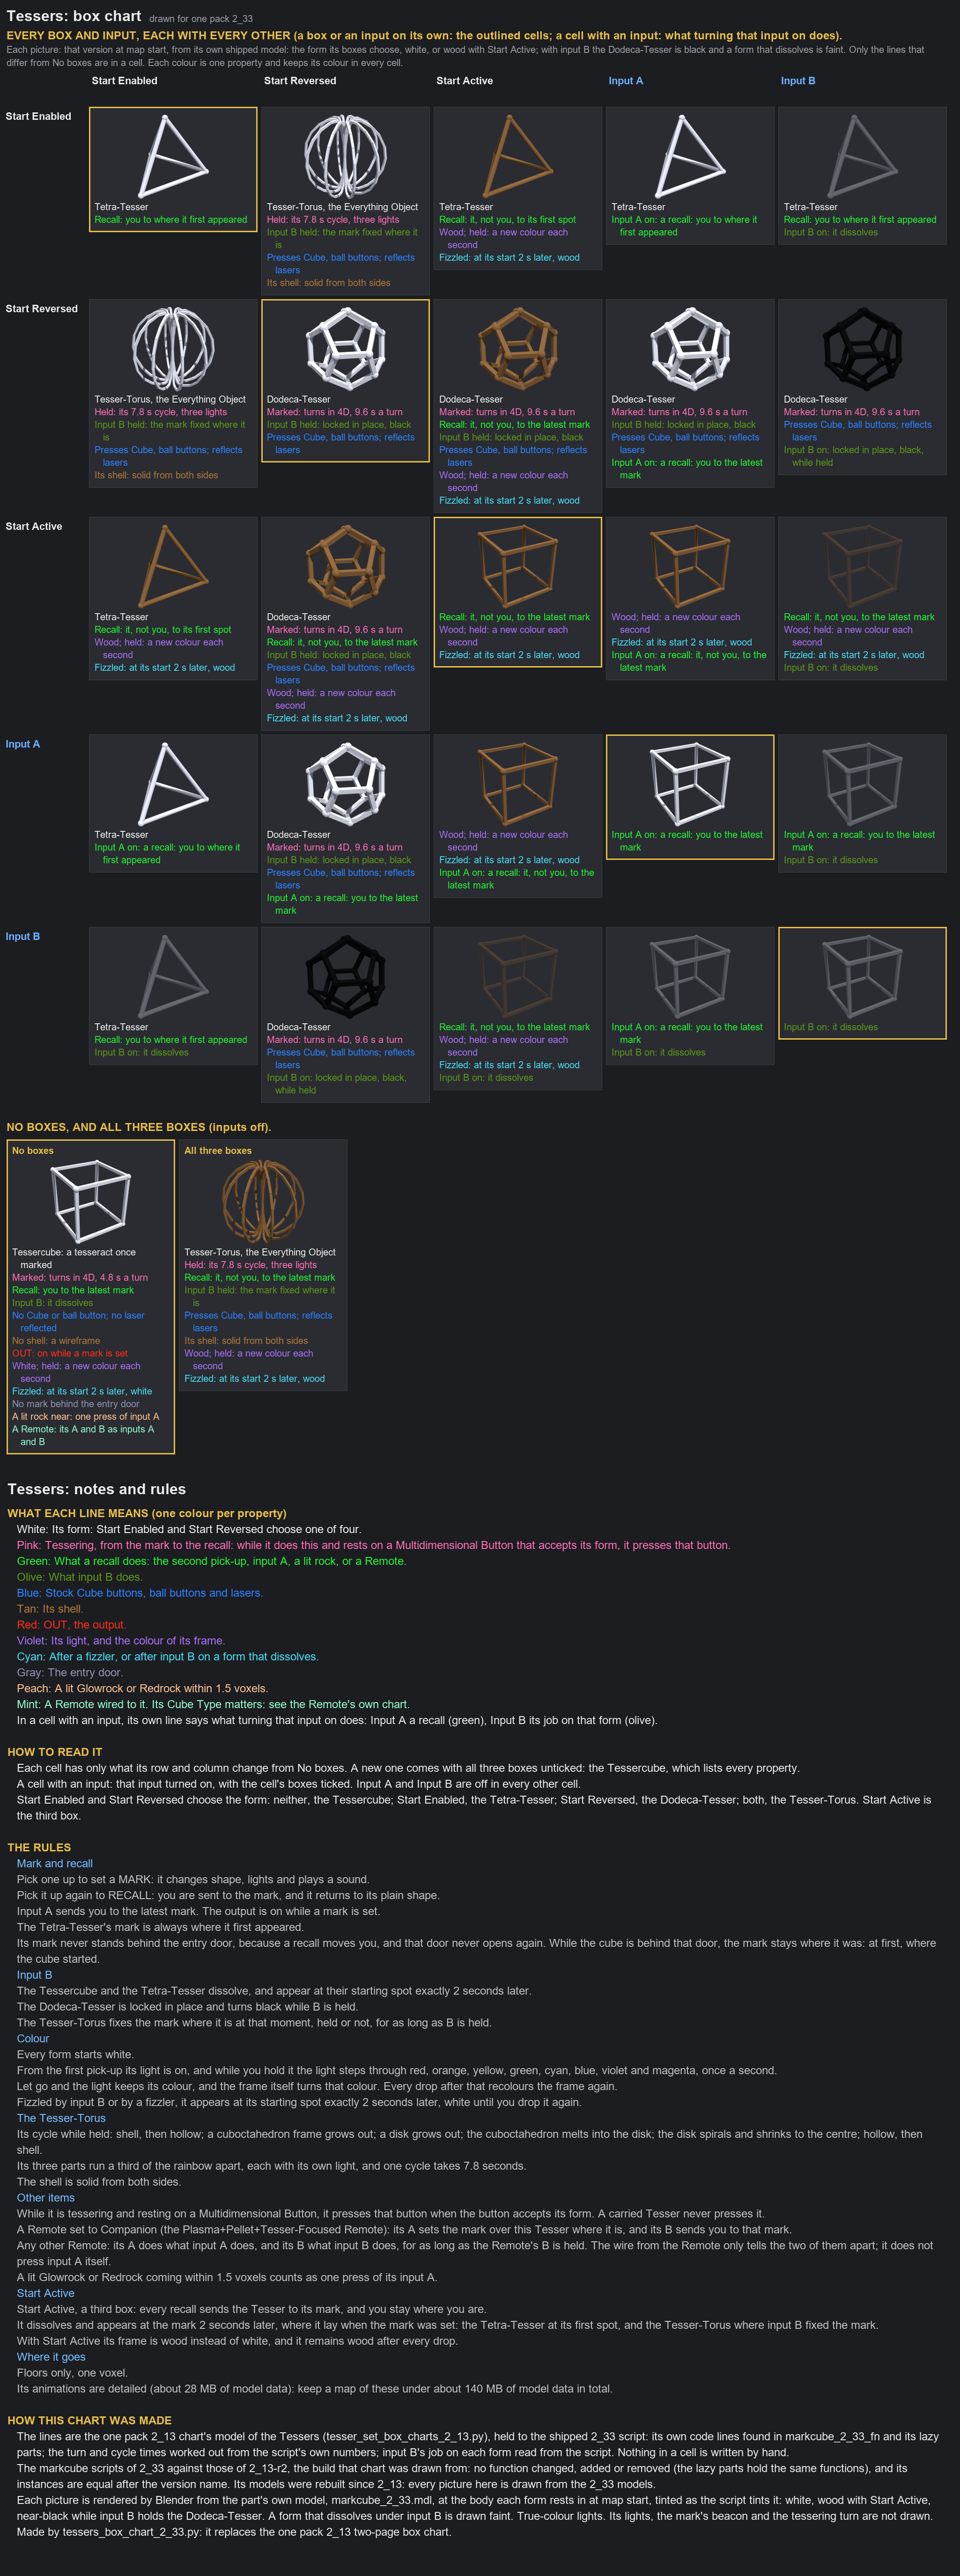 Tessers: box chart drawn for one pack 2_33
EVERY BOX AND INPUT, EACH WITH EVERY OTHER (a box or an input on its own: the outlined cells; a cell with an input: what turning that input on does).
Each picture: that version at map start, from its own shipped model: the form its boxes choose, white, or wood with Start Active; with input B the Dodeca-Tesser is black and a form that dissolves is faint. Only the lines that
differ from No boxes are in a cell. Each colour is one property and keeps its colour in every cell.
Start Enabled
Start Reversed
Start Active
Input A
Input B
Start Enabled
Tetra-Tesser
Recall: you to where it first appeared
Tesser-Torus, the Everything Object
Held: its 7.8 s cycle, three lights
Input B held: the mark fixed where it
is
Presses Cube, ball buttons; reflects
lasers
Its shell: solid from both sides
Tetra-Tesser
Recall: it, not you, to its first spot
Wood; held: a new colour each
second
Fizzled: at its start 2 s later, wood
Tetra-Tesser
Input A on: a recall: you to where it
first appeared
Tetra-Tesser
Recall: you to where it first appeared
Input B on: it dissolves
Start Reversed
Tesser-Torus, the Everything Object
Held: its 7.8 s cycle, three lights
Input B held: the mark fixed where it
is
Presses Cube, ball buttons; reflects
lasers
Its shell: solid from both sides
Dodeca-Tesser
Marked: turns in 4D, 9.6 s a turn
Input B held: locked in place, black
Presses Cube, ball buttons; reflects
lasers
Dodeca-Tesser
Marked: turns in 4D, 9.6 s a turn
Recall: it, not you, to the latest mark
Input B held: locked in place, black
Presses Cube, ball buttons; reflects
lasers
Wood; held: a new colour each
second
Fizzled: at its start 2 s later, wood
Dodeca-Tesser
Marked: turns in 4D, 9.6 s a turn
Input B held: locked in place, black
Presses Cube, ball buttons; reflects
lasers
Input A on: a recall: you to the latest
mark
Dodeca-Tesser
Marked: turns in 4D, 9.6 s a turn
Presses Cube, ball buttons; reflects
lasers
Input B on: locked in place, black,
while held
Start Active
Tetra-Tesser
Recall: it, not you, to its first spot
Wood; held: a new colour each
second
Fizzled: at its start 2 s later, wood
Dodeca-Tesser
Marked: turns in 4D, 9.6 s a turn
Recall: it, not you, to the latest mark
Input B held: locked in place, black
Presses Cube, ball buttons; reflects
lasers
Wood; held: a new colour each
second
Fizzled: at its start 2 s later, wood
Recall: it, not you, to the latest mark
Wood; held: a new colour each
second
Fizzled: at its start 2 s later, wood
Wood; held: a new colour each
second
Fizzled: at its start 2 s later, wood
Input A on: a recall: it, not you, to the
latest mark
Recall: it, not you, to the latest mark
Wood; held: a new colour each
second
Fizzled: at its start 2 s later, wood
Input B on: it dissolves
Input A
Tetra-Tesser
Input A on: a recall: you to where it
first appeared
Dodeca-Tesser
Marked: turns in 4D, 9.6 s a turn
Input B held: locked in place, black
Presses Cube, ball buttons; reflects
lasers
Input A on: a recall: you to the latest
mark
Wood; held: a new colour each
second
Fizzled: at its start 2 s later, wood
Input A on: a recall: it, not you, to the
latest mark
Input A on: a recall: you to the latest
mark
Input A on: a recall: you to the latest
mark
Input B on: it dissolves
Input B
Tetra-Tesser
Recall: you to where it first appeared
Input B on: it dissolves
Dodeca-Tesser
Marked: turns in 4D, 9.6 s a turn
Presses Cube, ball buttons; reflects
lasers
Input B on: locked in place, black,
while held
Recall: it, not you, to the latest mark
Wood; held: a new colour each
second
Fizzled: at its start 2 s later, wood
Input B on: it dissolves
Input A on: a recall: you to the latest
mark
Input B on: it dissolves
Input B on: it dissolves
NO BOXES, AND ALL THREE BOXES (inputs off).
No boxes
Tessercube: a tesseract once
marked
Marked: turns in 4D, 4.8 s a turn
Recall: you to the latest mark
Input B: it dissolves
No Cube or ball button; no laser
reflected
No shell: a wireframe
OUT: on while a mark is set
White; held: a new colour each
second
Fizzled: at its start 2 s later, white
No mark behind the entry door
A lit rock near: one press of input A
A Remote: its A and B as inputs A
and B
All three boxes
Tesser-Torus, the Everything Object
Held: its 7.8 s cycle, three lights
Recall: it, not you, to the latest mark
Input B held: the mark fixed where it
is
Presses Cube, ball buttons; reflects
lasers
Its shell: solid from both sides
Wood; held: a new colour each
second
Fizzled: at its start 2 s later, wood
Tessers: notes and rules
WHAT EACH LINE MEANS (one colour per property)
White: Its form: Start Enabled and Start Reversed choose one of four.
Pink: Tessering, from the mark to the recall: while it does this and rests on a Multidimensional Button that accepts its form, it presses that button.
Green: What a recall does: the second pick-up, input A, a lit rock, or a Remote.
Olive: What input B does.
Blue: Stock Cube buttons, ball buttons and lasers.
Tan: Its shell.
Red: OUT, the output.
Violet: Its light, and the colour of its frame.
Cyan: After a fizzler, or after input B on a form that dissolves.
Gray: The entry door.
Peach: A lit Glowrock or Redrock within 1.5 voxels.
Mint: A Remote wired to it. Its Cube Type matters: see the Remote's own chart.
In a cell with an input, its own line says what turning that input on does: Input A a recall (green), Input B its job on that form (olive).
HOW TO READ IT
Each cell has only what its row and column change from No boxes. A new one comes with all three boxes unticked: the Tessercube, which lists every property.
A cell with an input: that input turned on, with the cell's boxes ticked. Input A and Input B are off in every other cell.
Start Enabled and Start Reversed choose the form: neither, the Tessercube; Start Enabled, the Tetra-Tesser; Start Reversed, the Dodeca-Tesser; both, the Tesser-Torus. Start Active is
the third box.
THE RULES
Mark and recall
Pick one up to set a MARK: it changes shape, lights and plays a sound.
Pick it up again to RECALL: you are sent to the mark, and it returns to its plain shape.
Input A sends you to the latest mark. The output is on while a mark is set.
The Tetra-Tesser's mark is always where it first appeared.
Its mark never stands behind the entry door, because a recall moves you, and that door never opens again. While the cube is behind that door, the mark stays where it was: at first, where
the cube started.
Input B
The Tessercube and the Tetra-Tesser dissolve, and appear at their starting spot exactly 2 seconds later.
The Dodeca-Tesser is locked in place and turns black while B is held.
The Tesser-Torus fixes the mark where it is at that moment, held or not, for as long as B is held.
Colour
Every form starts white.
From the first pick-up its light is on, and while you hold it the light steps through red, orange, yellow, green, cyan, blue, violet and magenta, once a second.
Let go and the light keeps its colour, and the frame itself turns that colour. Every drop after that recolours the frame again.
Fizzled by input B or by a fizzler, it appears at its starting spot exactly 2 seconds later, white until you drop it again.
The Tesser-Torus
Its cycle while held: shell, then hollow; a cuboctahedron frame grows out; a disk grows out; the cuboctahedron melts into the disk; the disk spirals and shrinks to the centre; hollow, then
shell.
Its three parts run a third of the rainbow apart, each with its own light, and one cycle takes 7.8 seconds.
The shell is solid from both sides.
Other items
While it is tessering and resting on a Multidimensional Button, it presses that button when the button accepts its form. A carried Tesser never presses it.
A Remote set to Companion (the Plasma+Pellet+Tesser-Focused Remote): its A sets the mark over this Tesser where it is, and its B sends you to that mark.
Any other Remote: its A does what input A does, and its B what input B does, for as long as the Remote's B is held. The wire from the Remote only tells the two of them apart; it does not
press input A itself.
A lit Glowrock or Redrock coming within 1.5 voxels counts as one press of its input A.
Start Active
Start Active, a third box: every recall sends the Tesser to its mark, and you stay where you are.
It dissolves and appears at the mark 2 seconds later, where it lay when the mark was set: the Tetra-Tesser at its first spot, and the Tesser-Torus where input B fixed the mark.
With Start Active its frame is wood instead of white, and it remains wood after every drop.
Where it goes
Floors only, one voxel.
Its animations are detailed (about 28 MB of model data): keep a map of these under about 140 MB of model data in total.
HOW THIS CHART WAS MADE
The lines are the one pack 2_13 chart's model of the Tessers (tesser_set_box_charts_2_13.py), held to the shipped 2_33 script: its own code lines found in markcube_2_33_fn and its lazy
parts; the turn and cycle times worked out from the script's own numbers; input B's job on each form read from the script. Nothing in a cell is written by hand.
The markcube scripts of 2_33 against those of 2_13-r2, the build that chart was drawn from: no function changed, added or removed (the lazy parts hold the same functions), and its
instances are equal after the version name. Its models were rebuilt since 2_13: every picture here is drawn from the 2_33 models.
Each picture is rendered by Blender from the part's own model, markcube_2_33.mdl, at the body each form rests in at map start, tinted as the script tints it: white, wood with Start Active,
near-black while input B holds the Dodeca-Tesser. A form that dissolves under input B is drawn faint. True-colour lights. Its lights, the mark's beacon and the tessering turn are not drawn.
Made by tessers_box_chart_2_33.py: it replaces the one pack 2_13 two-page box chart.